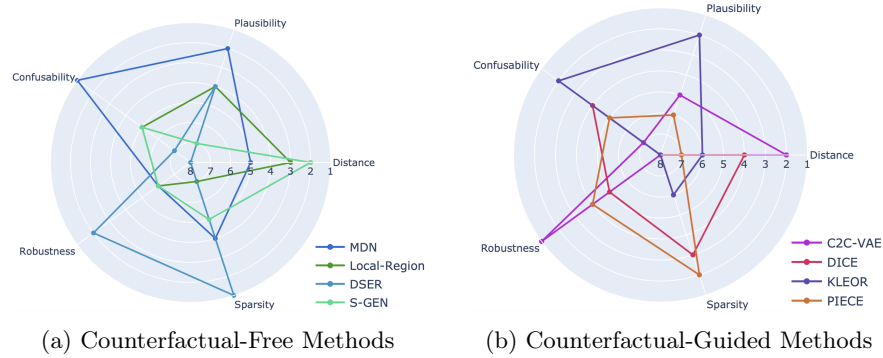 Plausibility
Confusability
Distance
8 7 6 5 4 3 2 1
Robustness
Sparsity
MDN
Local-Region
DSER
S-GEN
(a) Counterfactual-Free Methods
Plausibility
Confusability
Distance
8 7 6 5 4 3 2 1
Robustness
Sparsity
C2C-VAE
DICE
KLEOR
PIECE
(b) Counterfactual-Guided Methods